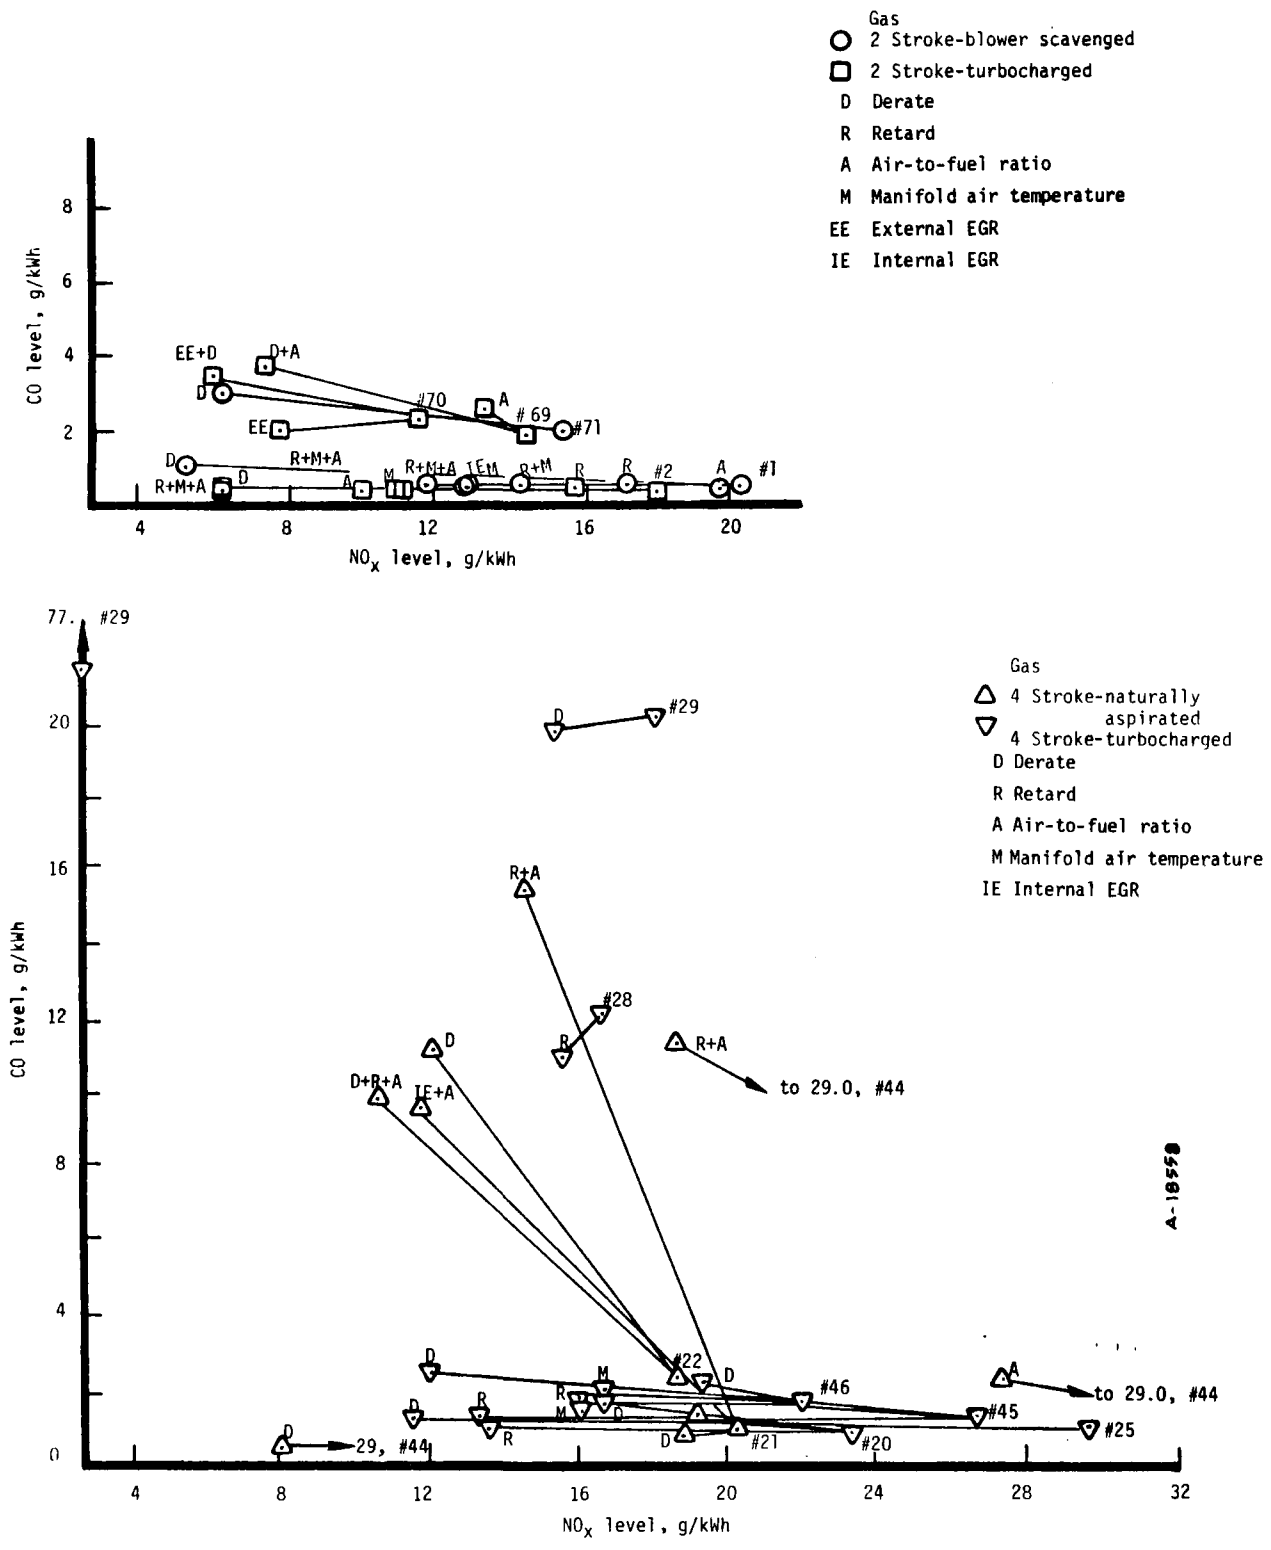 Gas
2 Stroke-blower scavenged
2 Stroke-turbocharged
D Derate
R Retard
A Air-to-fuel ratio
M Manifold air temperature
EE External EGR
IE Internal EGR
CO level, g/kWh
8
6
4
2
EE+D
D+A
D
#70
A
#69
#71
EE
D
R+M+A
R+M+A
IE
M
R+M
R
R
#2
A
#1
R+M+A
D
A
M
4 8 12 16 20
NOx level, g/kWh
77. #29
Gas
4 Stroke-naturally
aspirated
4 Stroke-turbocharged
D Derate
R Retard
A Air-to-fuel ratio
M Manifold air temperature
IE Internal EGR
CO level, g/kWh
20
16
12
8
4
0
D
#29
R+A
#28
R
D
R+A
to 29.0, #44
D+R+A
IE+A
A-18558
D
#22
D
M
A
to 29.0, #44
#46
R
D
R
M
D
#45
#25
D
R
D
#21
#20
29, #44
4 8 12 16 20 24 28 32
NOx level, g/kWh